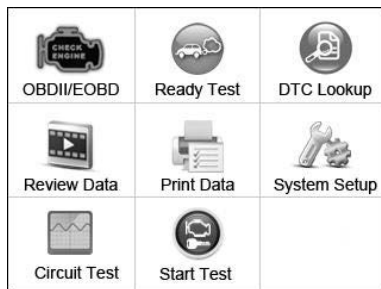 CHECK
ENGINE
OBDII/EOBD
Ready Test
DTC Lookup
Review Data
Print Data
System Setup
Circuit Test
Start Test